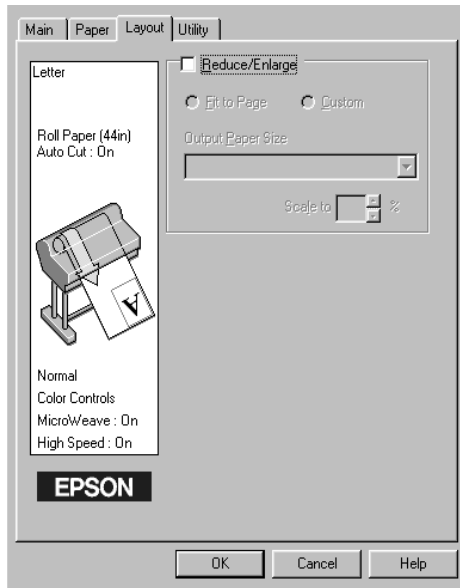 Main Paper Layout Utility
Letter
Roll Paper (44in)
Auto Cut : On
A
Normal
Color Controls
MicroWeave : On
High Speed : On
EPSON
Reduce/Enlarge
Fit to Page Custom
Output Paper Size
Scale to %
OK Cancel Help